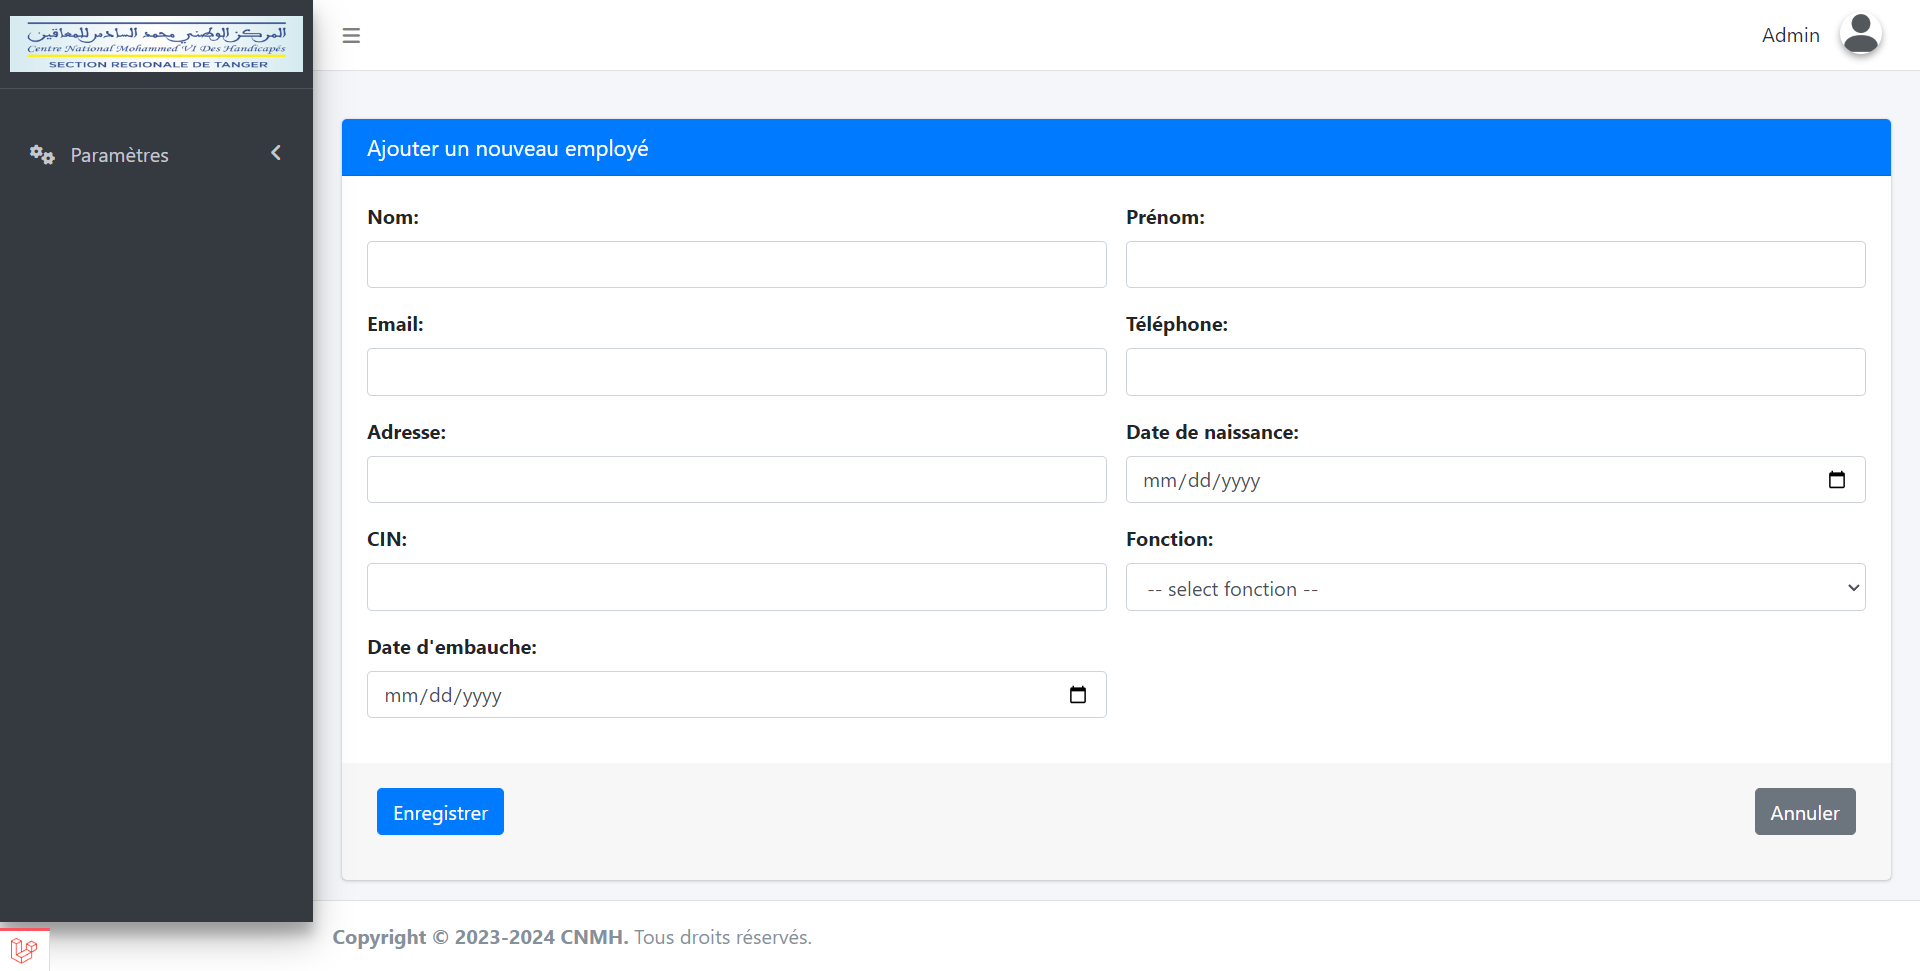 المركز الوطني محمد السادس للمعاقين
Centre National Mohammed VI Des Handicapés
SECTION REGIONALE DE TANGER
Admin
Paramètres
Ajouter un nouveau employé
Nom:
Prénom:
Email:
Téléphone:
Adresse:
Date de naissance:
mm/dd/yyyy
CIN:
Fonction:
-- select fonction --
Date d'embauche:
mm/dd/yyyy
Enregistrer
Annuler
Copyright © 2023-2024 CNMH. Tous droits réservés.